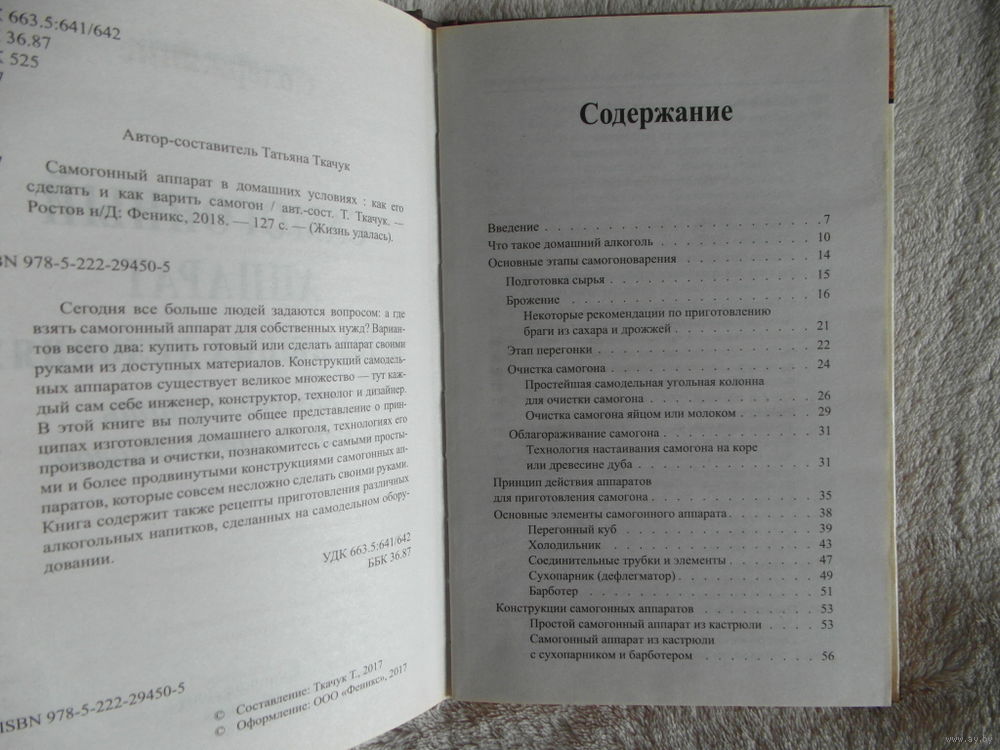 663.5:641/642
36.87
525
Автор-составитель Татьяна Ткачук
Самогонный аппарат в домашних условиях : как его
сделать и как варить самогон / авт.-сост. Т. Ткачук. —
Ростов н/Д: Феникс, 2018. — 127 с. — (Жизнь удалась).
BN 978-5-222-29450-5
Сегодня все больше людей задаются вопросом: а где
взять самогонный аппарат для собственных нужд? Вариан-
тов всего два: купить готовый или сделать аппарат своими
руками из доступных материалов. Конструкций самодель-
ных аппаратов существует великое множество — тут каж-
дый сам себе инженер, конструктор, технолог и дизайнер.
В этой книге вы получите общее представление о прин-
ципах изготовления домашнего алкоголя, технологиях его
производства и очистки, познакомитесь с самыми просты-
ми и более продвинутыми конструкциями самогонных ап-
паратов, которые совсем несложно сделать своими руками.
Книга содержит также рецепты приготовления различных
алкогольных напитков, сделанных на самодельном обору-
довании.
УДК 663.5:641/642
ББК 36.87
ISBN 978-5-222-29450-5
© Составление: Ткачук Т., 2017
© Оформление: ООО «Феникс», 2017
Содержание
Введение . 7
Что такое домашний алкоголь . 10
Основные этапы самогоноварения . 14
Подготовка сырья . 15
Брожение . 16
Некоторые рекомендации по приготовлению
браги из сахара и дрожжей . 21
Этап перегонки . 22
Очистка самогона . 24
Простейшая самодельная угольная колонна
для очистки самогона . 26
Очистка самогона яйцом или молоком . 29
Облагораживание самогона . 31
Технология настаивания самогона на коре
или древесине дуба . 31
Принцип действия аппаратов
для приготовления самогона . 35
Основные элементы самогонного аппарата . 38
Перегонный куб . 39
Холодильник . 43
Соединительные трубки и элементы . 47
Сухопарник (дефлегматор) . 49
Барботер . 51
Конструкции самогонных аппаратов . 53
Простой самогонный аппарат из кастрюли . 53
Самогонный аппарат из кастрюли
с сухопарником и барботером . 56
www.ay.by